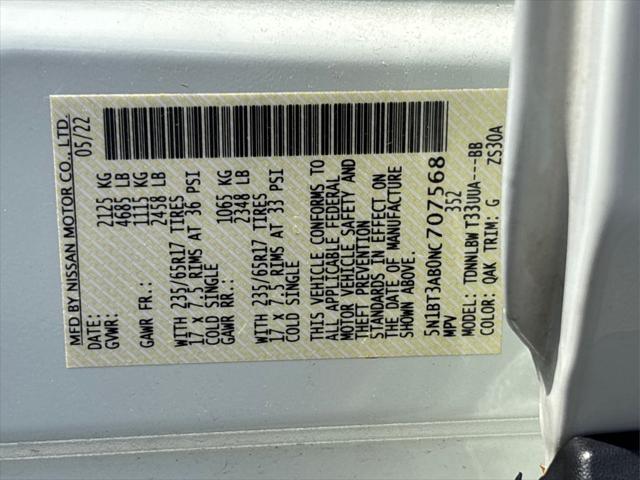 MFD BY NISSAN MOTOR CO., LTD.
DATE: 05/22
GVWR: 2125 KG
4685 LB
GAWR FR.: 1115 KG
2458 LB
WITH 235/65R17 TIRES
17 X 7.5 RIMS AT 36 PSI
COLD SINGLE
GAWR RR.: 1065 KG
2348 LB
WITH 235/65R17 TIRES
17 X 7.5 RIMS AT 33 PSI
COLD SINGLE
THIS VEHICLE CONFORMS TO
ALL APPLICABLE FEDERAL
MOTOR VEHICLE SAFETY AND
THEFT PREVENTION
STANDARDS IN EFFECT ON
THE DATE OF MANUFACTURE
SHOWN ABOVE.
5N1BT3AB0NC707568
MPV 352
MODEL: TDNNLBW T33UUA---BB
COLOR: QAK TRIM: G ZS30A